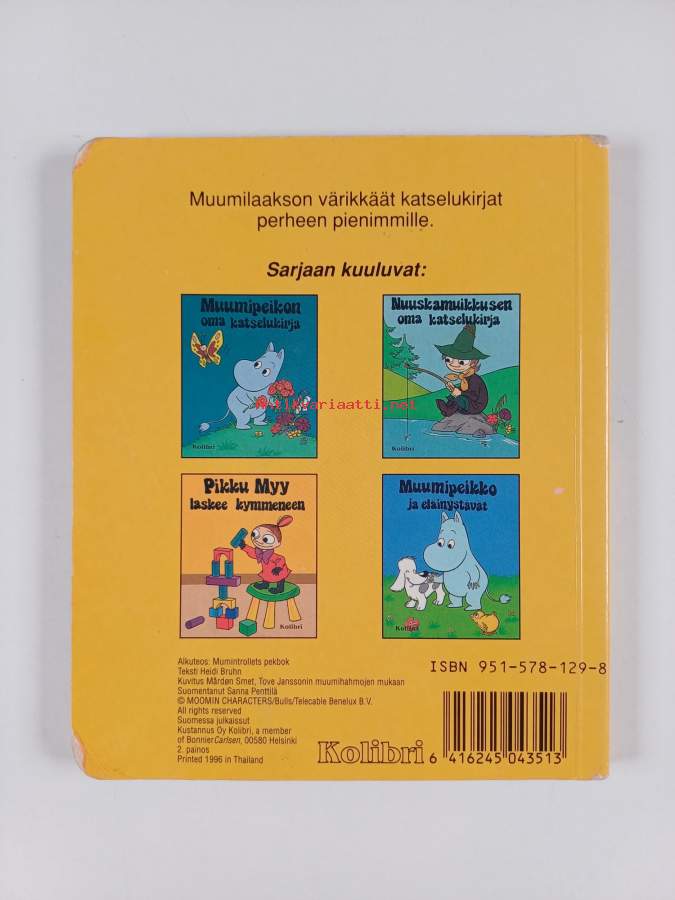 Muumilaakson värikkäät katselukirjat
perheen pienimmille.
Sarjaan kuuluvat:
Muumipeikon
oma katselukirja
Kolibri
Nuuskamuikkusen
oma katselukirja
Kolibri
antikvariaatti.net
Pikku Myy
laskee kymmeneen
Kolibri
Muumipeikko
ja eläinystävät
Kolibri
Alkuteos: Mumintrollets pekbok
Teksti Heidi Bruhn
Kuvitus Mårdøn Smet, Tove Janssonin muumihahmojen mukaan
Suomentanut Sanna Penttilä
© MOOMIN CHARACTERS/Bulls/Telecable Benelux B.V.
All rights reserved
Suomessa julkaissut
Kustannus Oy Kolibri, a member
of BonnierCarlsen, 00580 Helsinki
2. painos
Printed 1996 in Thailand
Kolibri
ISBN 951-578-129-8
6 416245 043513